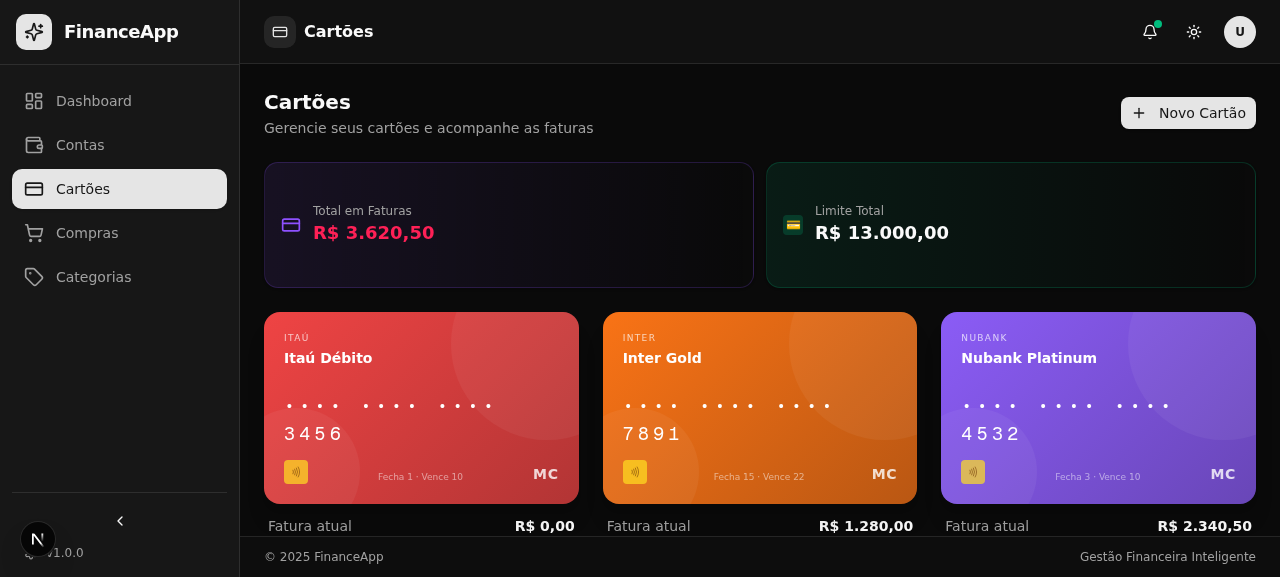 FinanceApp
Dashboard
Contas
Cartões
Compras
Categorias
N
v1.0.0
Cartões
U
Cartões
Gerencie seus cartões e acompanhe as faturas
Novo Cartão
Total em Faturas
R$ 3.620,50
Limite Total
R$ 13.000,00
ITAÚ
Itaú Débito
•••• •••• ••••
3456
Fecha 1 · Vence 10
MC
Fatura atual
R$ 0,00
INTER
Inter Gold
•••• •••• ••••
7891
Fecha 15 · Vence 22
MC
Fatura atual
R$ 1.280,00
NUBANK
Nubank Platinum
•••• •••• ••••
4532
Fecha 3 · Vence 10
MC
Fatura atual
R$ 2.340,50
© 2025 FinanceApp
Gestão Financeira Inteligente